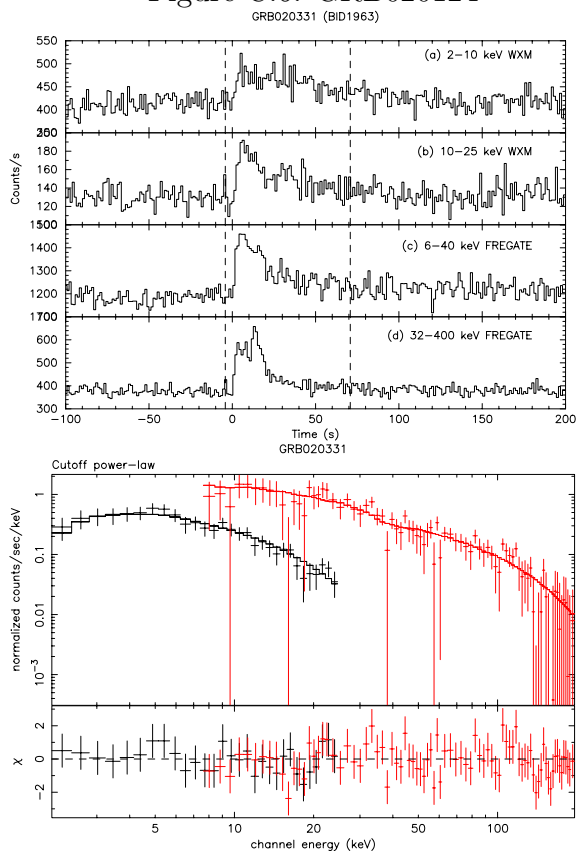 GRB020331 (BID1963)
550
(a) 2−10 keV WXM
500
450
400
180
(b) 10−25 keV WXM
160
140
120
Counts/s
1500
(c) 6−40 keV FREGATE
1400
1300
1200
(d) 32−400 keV FREGATE
600
500
400
300
−100 −50 0 50 100 150 200
Time (s)
GRB020331
Cutoff power−law
1
0.1
0.01
10⁻³
normalized counts/sec/keV
2
0
−2
χ
5 10 20 50 100
channel energy (keV)